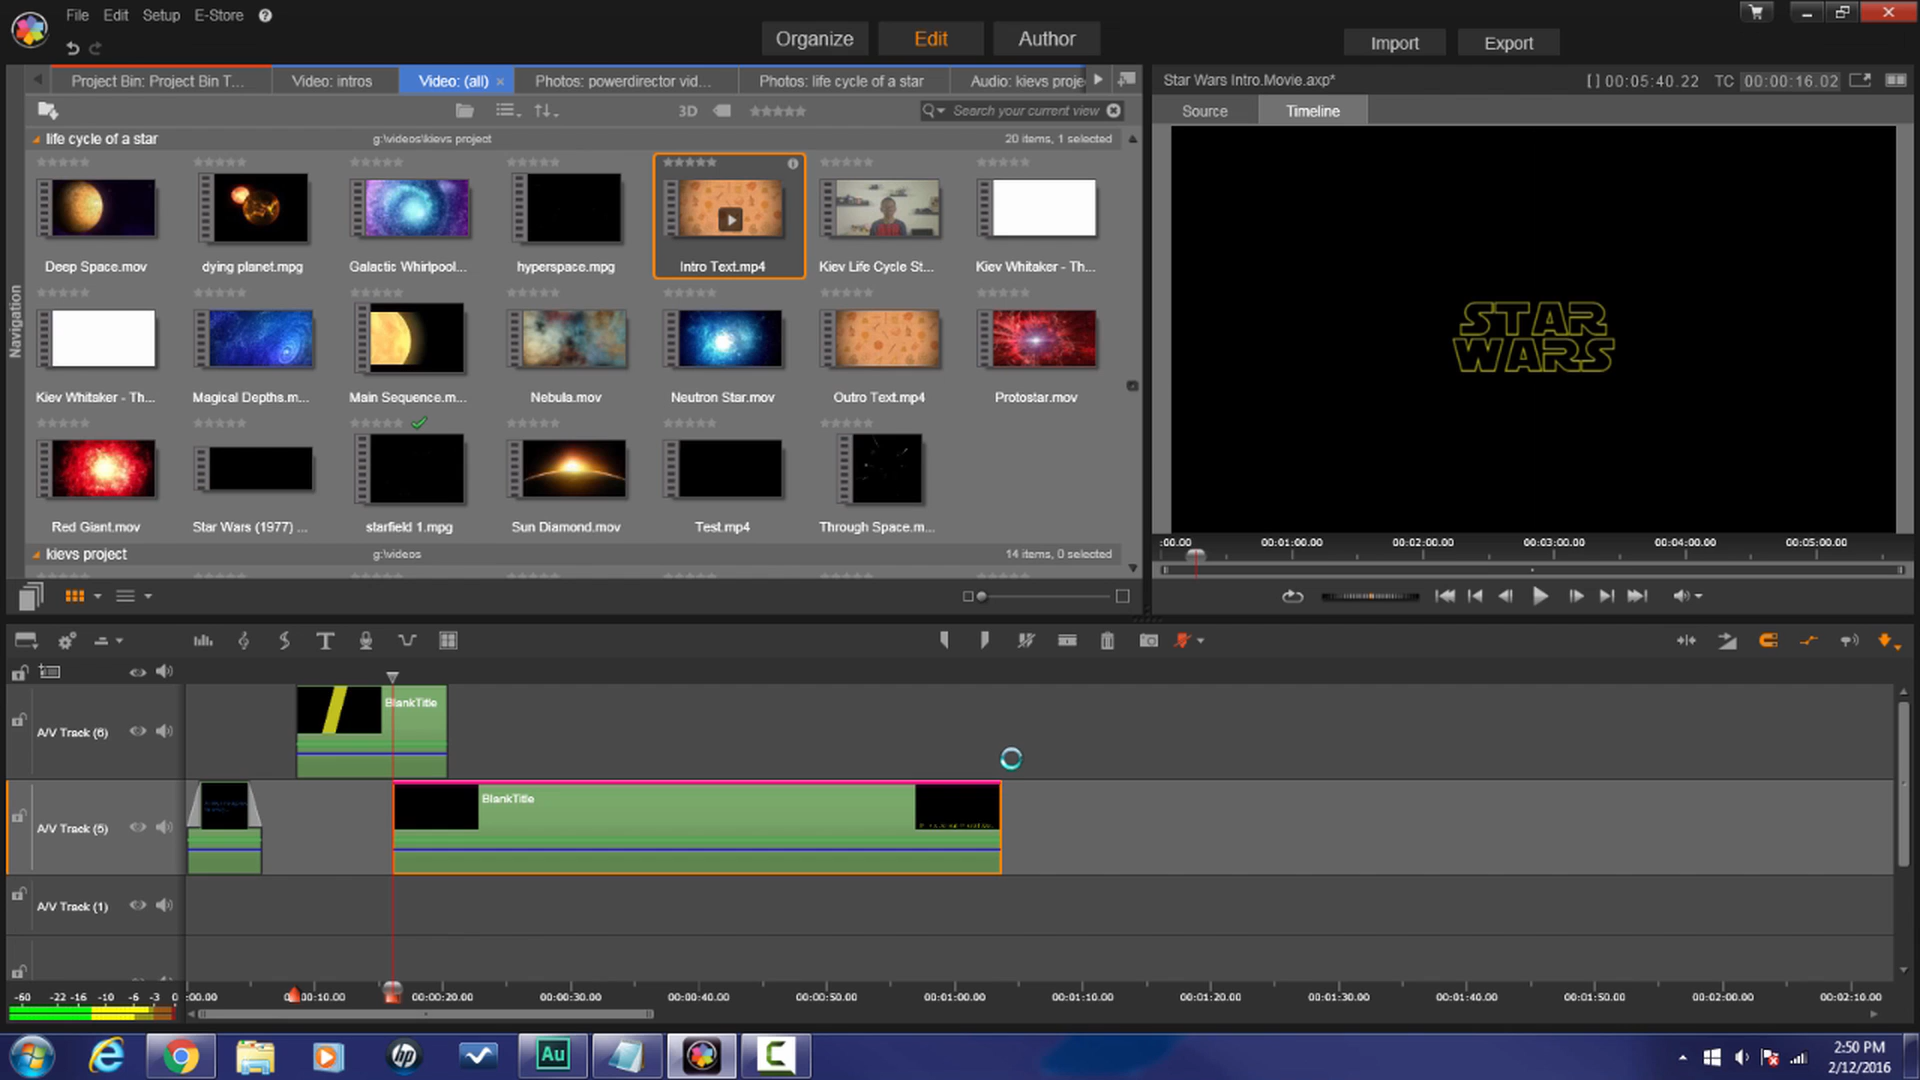 File Edit Setup E-Store ?
Organize Edit Author
Import Export
Project Bin: Project Bin T...
Video: intros
Video: (all)
Photos: powerdirector vid...
Photos: life cycle of a star
Audio: kievs proje
Star Wars Intro.Movie.axp*
[ ] 00:05:40.22 TC 00:00:16.02
3D
Search your current view
Source Timeline
life cycle of a star g:\videos\kievs project 20 items, 1 selected
Deep Space.mov
dying planet.mpg
Galactic Whirlpool...
hyperspace.mpg
Intro Text.mp4
Kiev Life Cycle St...
Kiev Whitaker - Th...
Kiev Whitaker - Th...
Magical Depths.m...
Main Sequence.m...
Nebula.mov
Neutron Star.mov
Outro Text.mp4
Protostar.mov
Red Giant.mov
Star Wars (1977) ...
starfield 1.mpg
Sun Diamond.mov
Test.mp4
Through Space.m...
kievs project g:\videos 14 items, 0 selected
Navigation
STAR
WARS
:00.00 00:01:00.00 00:02:00.00 00:03:00.00 00:04:00.00 00:05:00.00
A/V Track (6)
BlankTitle
A/V Track (5)
BlankTitle
A/V Track (1)
-60 -22 -16 -10 -6 -3 0
:00.00 00:00:10.00 00:00:20.00 00:00:30.00 00:00:40.00 00:00:50.00 00:01:00.00 00:01:10.00 00:01:20.00 00:01:30.00 00:01:40.00 00:01:50.00 00:02:00.00 00:02:10.00
hp
Au
C
2:50 PM
2/12/2016